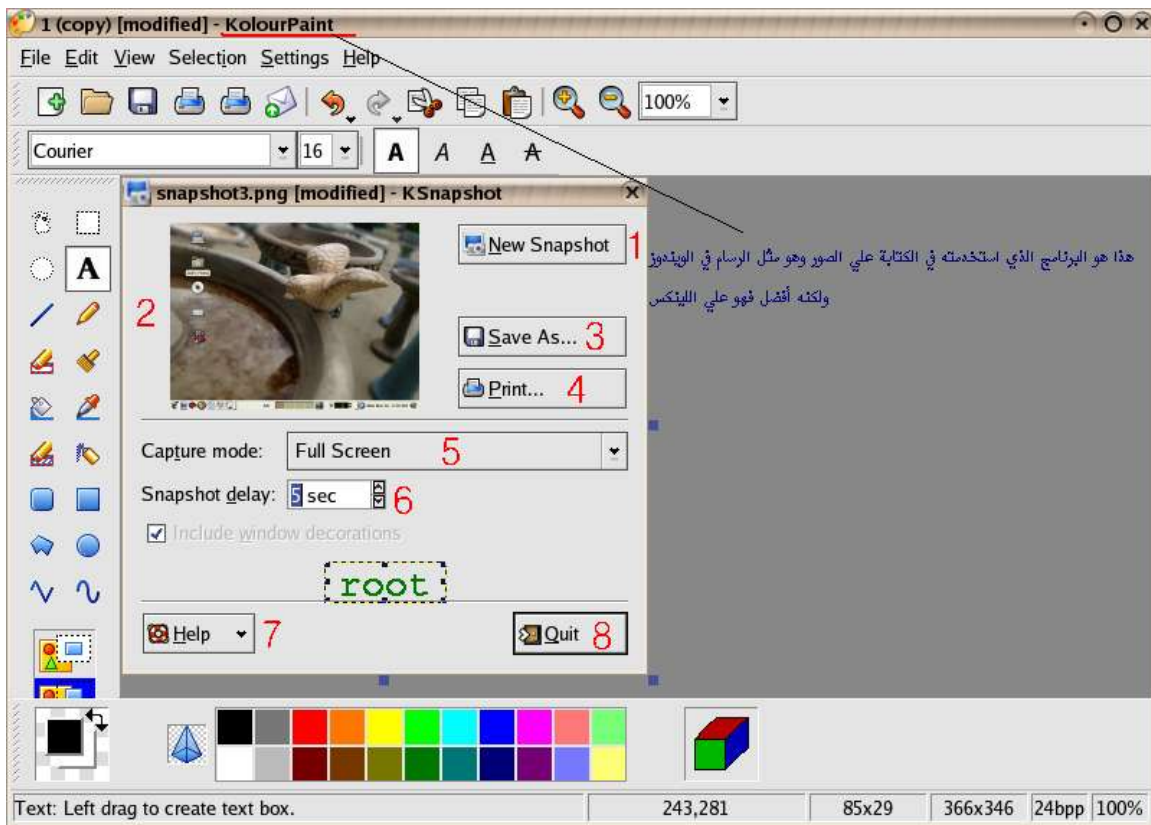 1 (copy) [modified] - KolourPaint
File Edit View Selection Settings Help
100%
Courier 16 A A A A
snapshot3.png [modified] - KSnapshot
A
New Snapshot 1
هذا هو البرنامج الذي استخدمته في الكتابة علي الصور وهو مثل الرسام في الويندوز
ولكنه أفضل فهو علي اللينكس
2
Save As... 3
Print... 4
Capture mode: Full Screen 5
Snapshot delay: 5 sec 6
Include window decorations
root
Help 7
Quit 8
Text: Left drag to create text box. 243,281 85x29 366x346 24bpp 100%